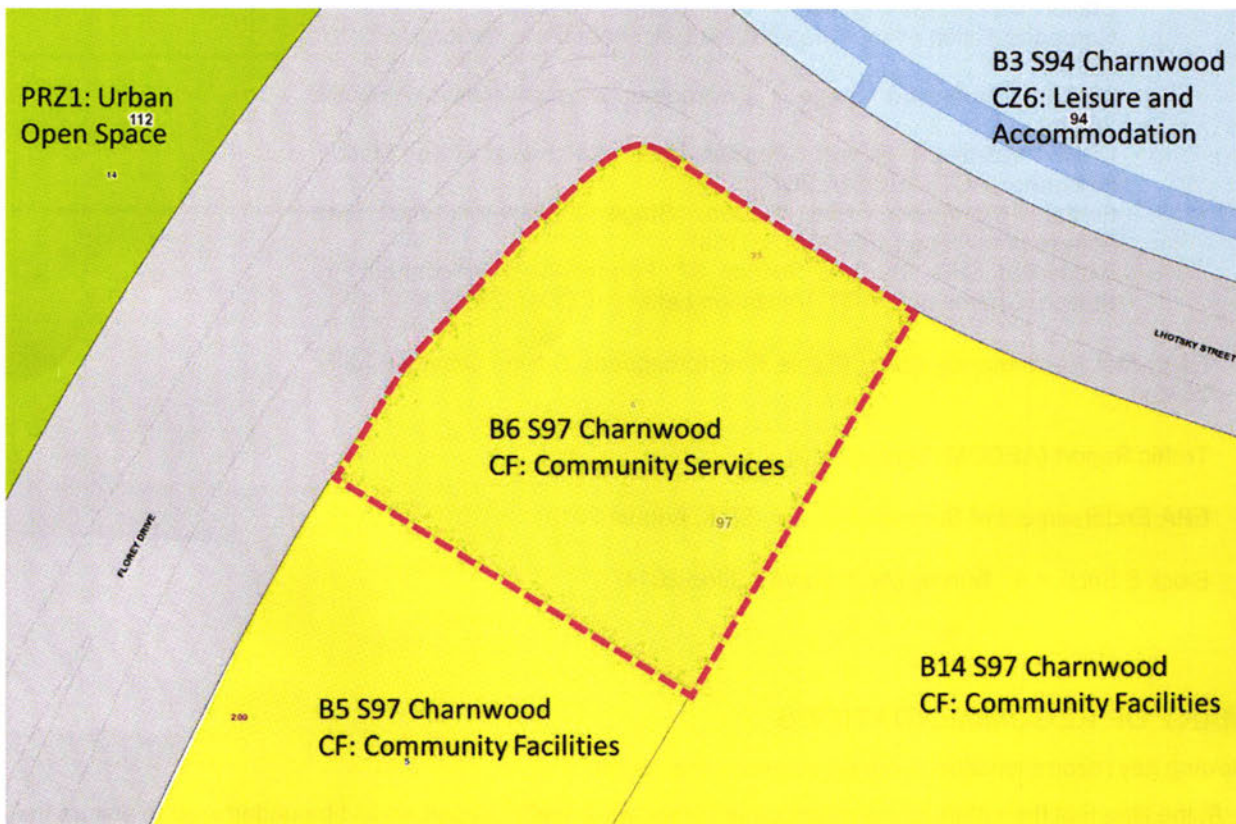 PRZ1: Urban
Open Space
112
14
B3 S94 Charnwood
CZ6: Leisure and
94
Accommodation
LHOTSKY STREET
B6 S97 Charnwood
CF: Community Services
6
97
FLOREY DRIVE
B14 S97 Charnwood
CF: Community Facilities
200
B5 S97 Charnwood
CF: Community Facilities
5